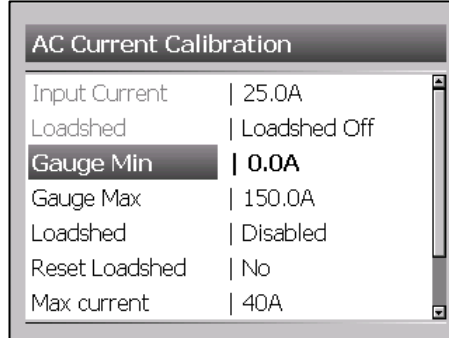 AC Current Calibration
Input Current | 25.0A
Loadshed | Loadshed Off
Gauge Min | 0.0A
Gauge Max | 150.0A
Loadshed | Disabled
Reset Loadshed | No
Max current | 40A